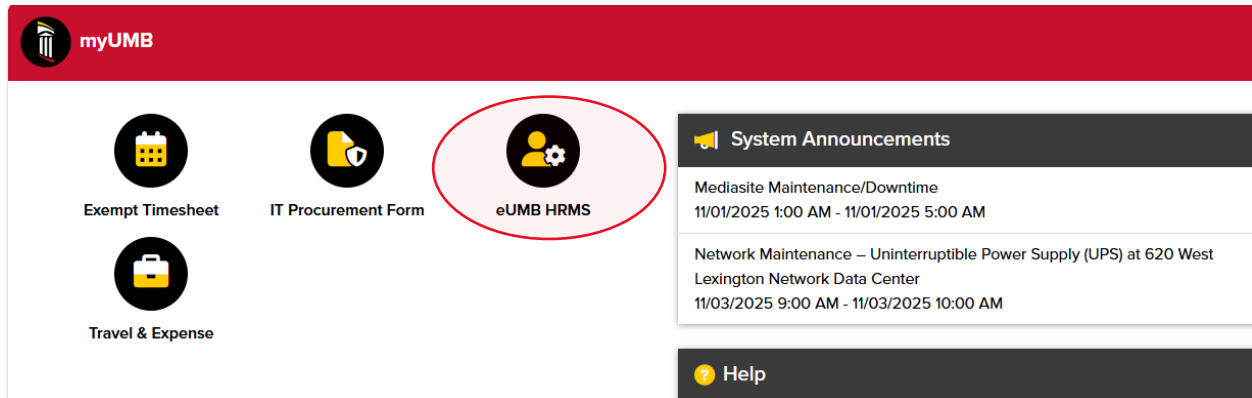 myUMB
Exempt Timesheet
IT Procurement Form
eUMB HRMS
Travel & Expense
System Announcements
Mediasite Maintenance/Downtime
11/01/2025 1:00 AM - 11/01/2025 5:00 AM
Network Maintenance – Uninterruptible Power Supply (UPS) at 620 West
Lexington Network Data Center
11/03/2025 9:00 AM - 11/03/2025 10:00 AM
? Help